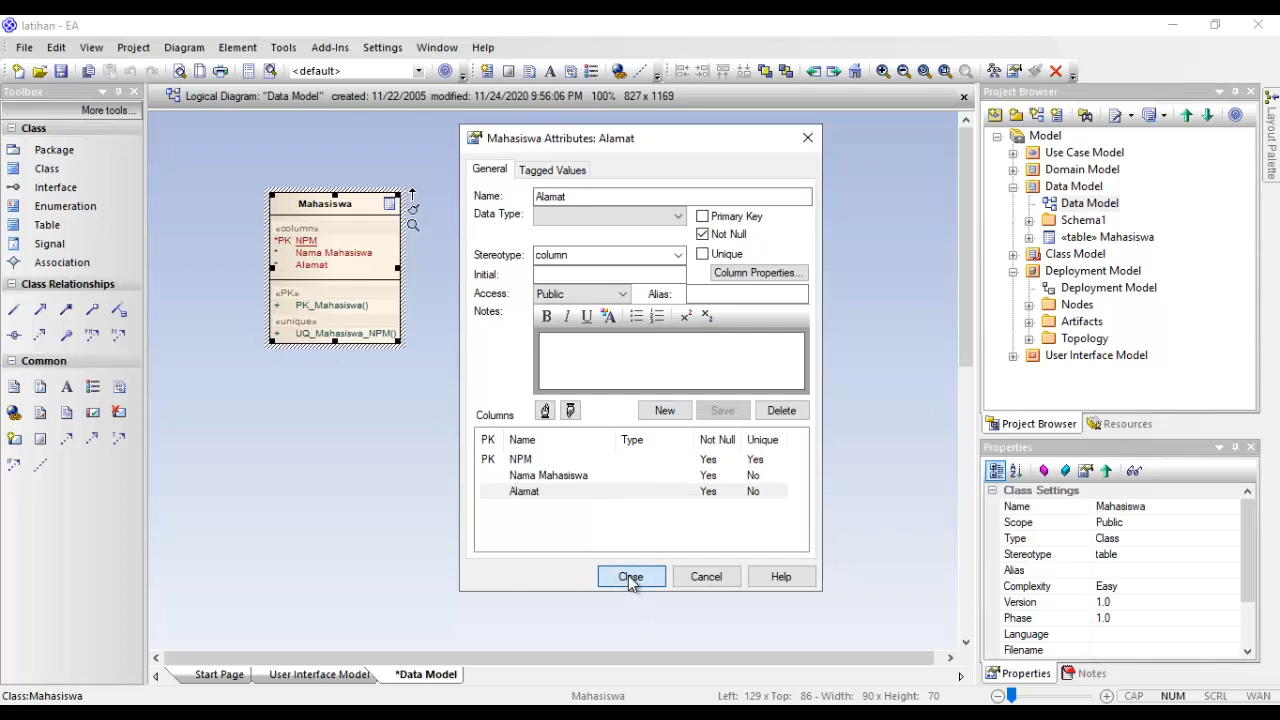 latihan - EA
File Edit View Project Diagram Element Tools Add-Ins Settings Window Help
<default>
Toolbox
More tools...
Class
Package
Class
Interface
Enumeration
Table
Signal
Association
Class Relationships
Common
Logical Diagram: "Data Model" created: 11/22/2005 modified: 11/24/2020 9:56:06 PM 100% 827 x 1169
Mahasiswa
«column»
*PK NPM
* Nama Mahasiswa
* Alamat
«PK»
+ PK_Mahasiswa()
«unique»
+ UQ_Mahasiswa_NPM()
Mahasiswa Attributes: Alamat
General Tagged Values
Name: Alamat
Data Type: Primary Key
Not Null
Stereotype: column Unique
Initial: Column Properties...
Access: Public Alias:
Notes:
B I U A
Columns New Save Delete
PK Name Type Not Null Unique
PK NPM Yes Yes
Nama Mahasiswa Yes No
Alamat Yes No
Close Cancel Help
Start Page User Interface Model *Data Model
Project Browser
Model
Use Case Model
Domain Model
Data Model
Data Model
Schema1
«table» Mahasiswa
Class Model
Deployment Model
Deployment Model
Nodes
Artifacts
Topology
User Interface Model
Project Browser Resources
Layout Palette
Properties
Class Settings
Name Mahasiswa
Scope Public
Type Class
Stereotype table
Alias
Complexity Easy
Version 1.0
Phase 1.0
Language
Filename
Properties Notes
Class:Mahasiswa Mahasiswa Left: 129 x Top: 86 - Width: 90 x Height: 70 CAP NUM SCRL WAN